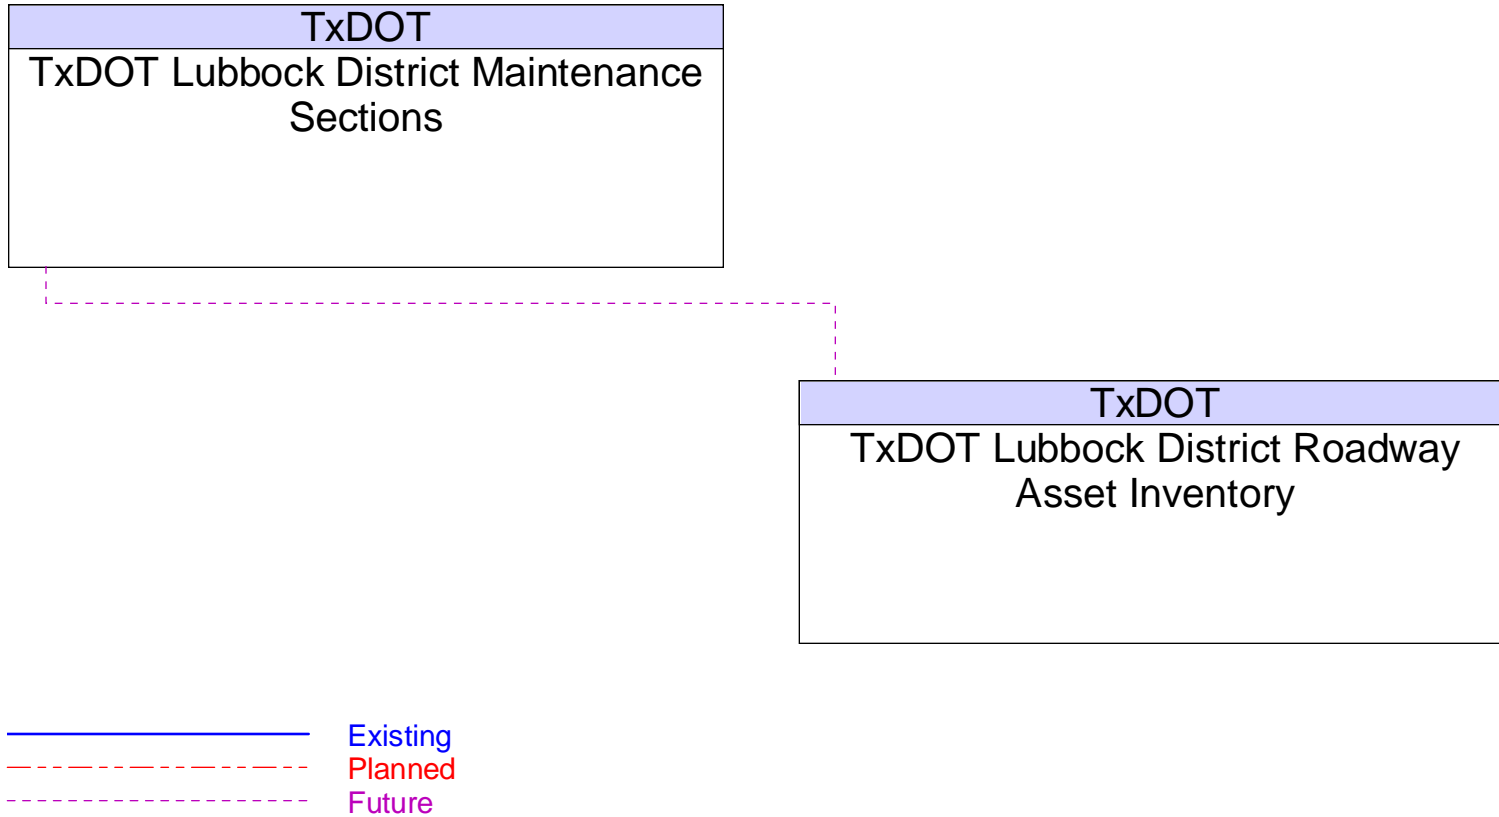 TxDOT
TxDOT Lubbock District Maintenance
Sections
TxDOT
TxDOT Lubbock District Roadway
Asset Inventory
Existing
Planned
Future